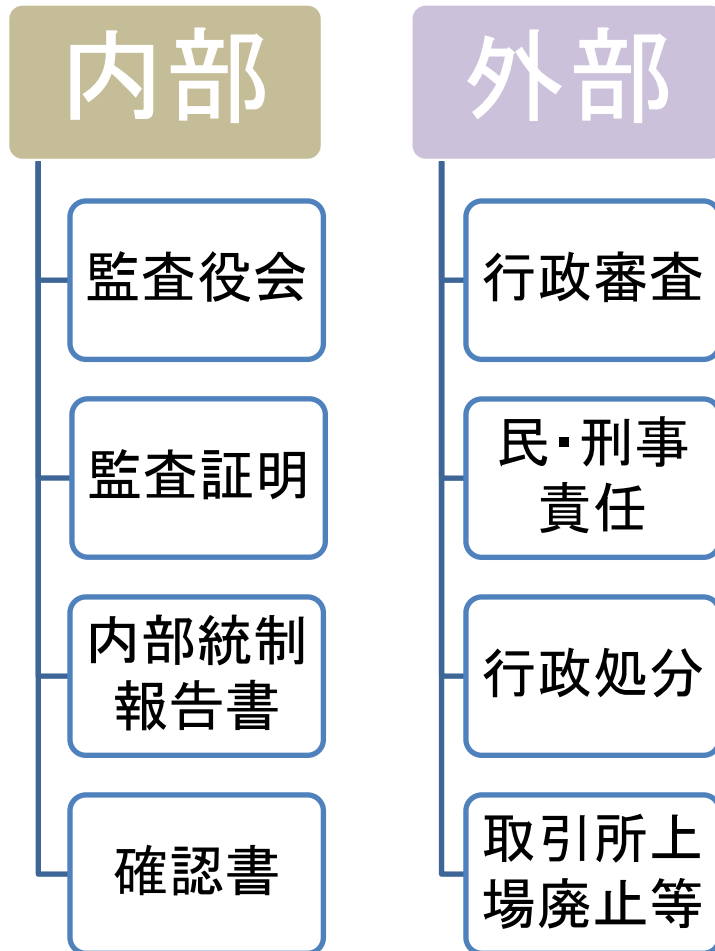 内部
監査役会
監査証明
内部統制
報告書
確認書
外部
行政審査
民・刑事
責任
行政処分
取引所上
場廃止等